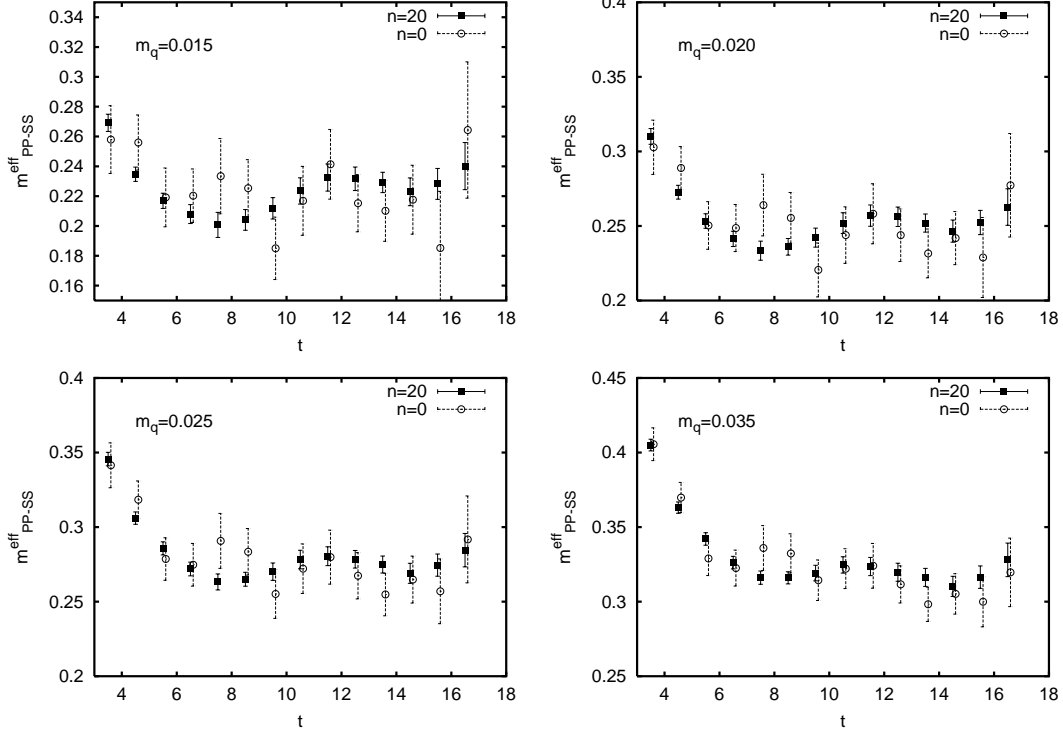 0.34
0.32
0.3
0.28
0.26
0.24
0.22
0.2
0.18
0.16
4 6 8 10 12 14 16 18
t
m^eff_PP-SS
m_q=0.015
n=20
n=0
0.4
0.35
0.3
0.25
0.2
4 6 8 10 12 14 16 18
t
m^eff_PP-SS
m_q=0.020
n=20
n=0
0.4
0.35
0.3
0.25
0.2
4 6 8 10 12 14 16 18
t
m^eff_PP-SS
m_q=0.025
n=20
n=0
0.45
0.4
0.35
0.3
0.25
4 6 8 10 12 14 16 18
t
m^eff_PP-SS
m_q=0.035
n=20
n=0